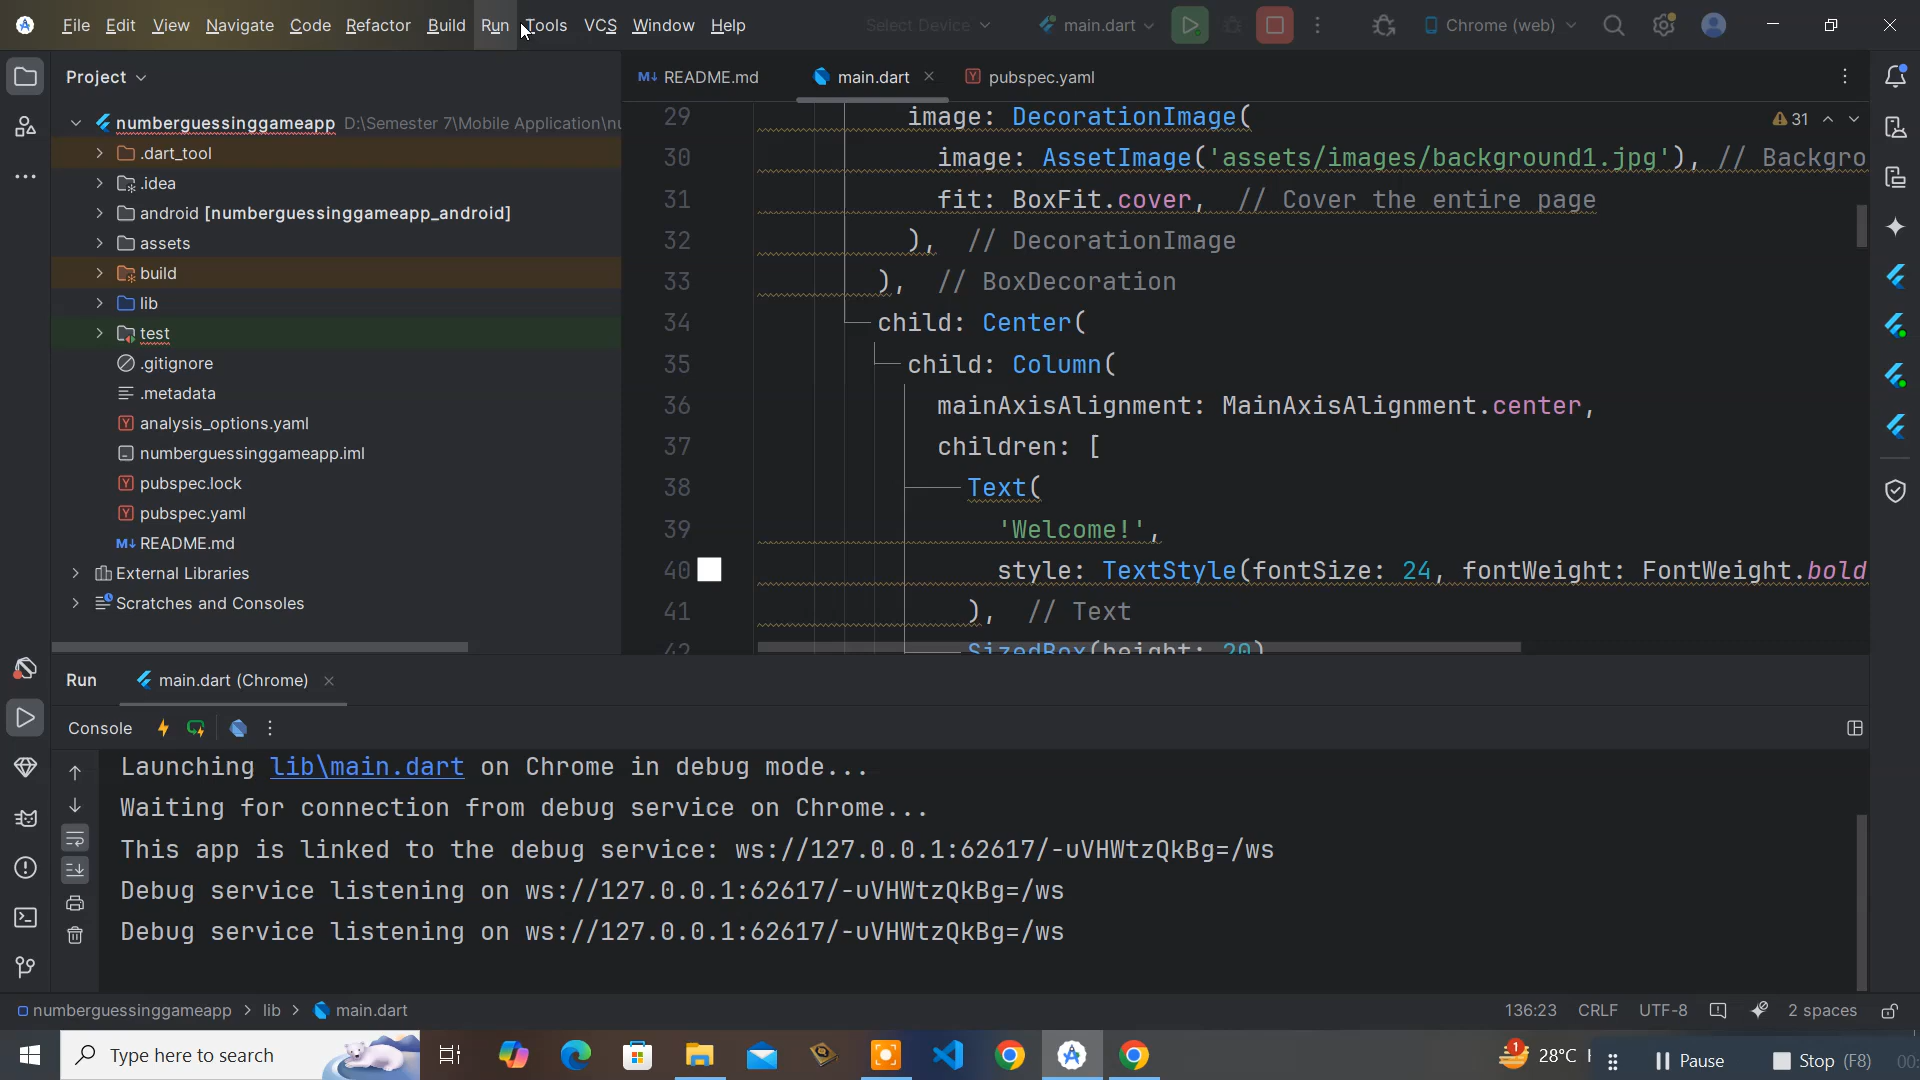 File Edit View Navigate Code Refactor Build Run Tools VCS Window Help Select Device main.dart Chrome (web)
Project
README.md main.dart pubspec.yaml
numberguessinggameapp D:\Semester 7\Mobile Application\nu
.dart_tool
.idea
android [numberguessinggameapp_android]
assets
build
lib
test
.gitignore
.metadata
analysis_options.yaml
numberguessinggameapp.iml
pubspec.lock
pubspec.yaml
README.md
External Libraries
Scratches and Consoles
31
29 image: DecorationImage(
30 image: AssetImage('assets/images/background1.jpg'), // Backgro
31 fit: BoxFit.cover, // Cover the entire page
32 ), // DecorationImage
33 ), // BoxDecoration
34 child: Center(
35 child: Column(
36 mainAxisAlignment: MainAxisAlignment.center,
37 children: [
38 Text(
39 'Welcome!',
40 style: TextStyle(fontSize: 24, fontWeight: FontWeight.bold
41 ), // Text
42 SizedBox(height: 20)
Run main.dart (Chrome)
Console
Launching lib\main.dart on Chrome in debug mode...
Waiting for connection from debug service on Chrome...
This app is linked to the debug service: ws://127.0.0.1:62617/-uVHWtzQkBg=/ws
Debug service listening on ws://127.0.0.1:62617/-uVHWtzQkBg=/ws
Debug service listening on ws://127.0.0.1:62617/-uVHWtzQkBg=/ws
numberguessinggameapp lib main.dart 136:23 CRLF UTF-8 2 spaces
Type here to search 1 28°C Pause Stop (F8) 00: